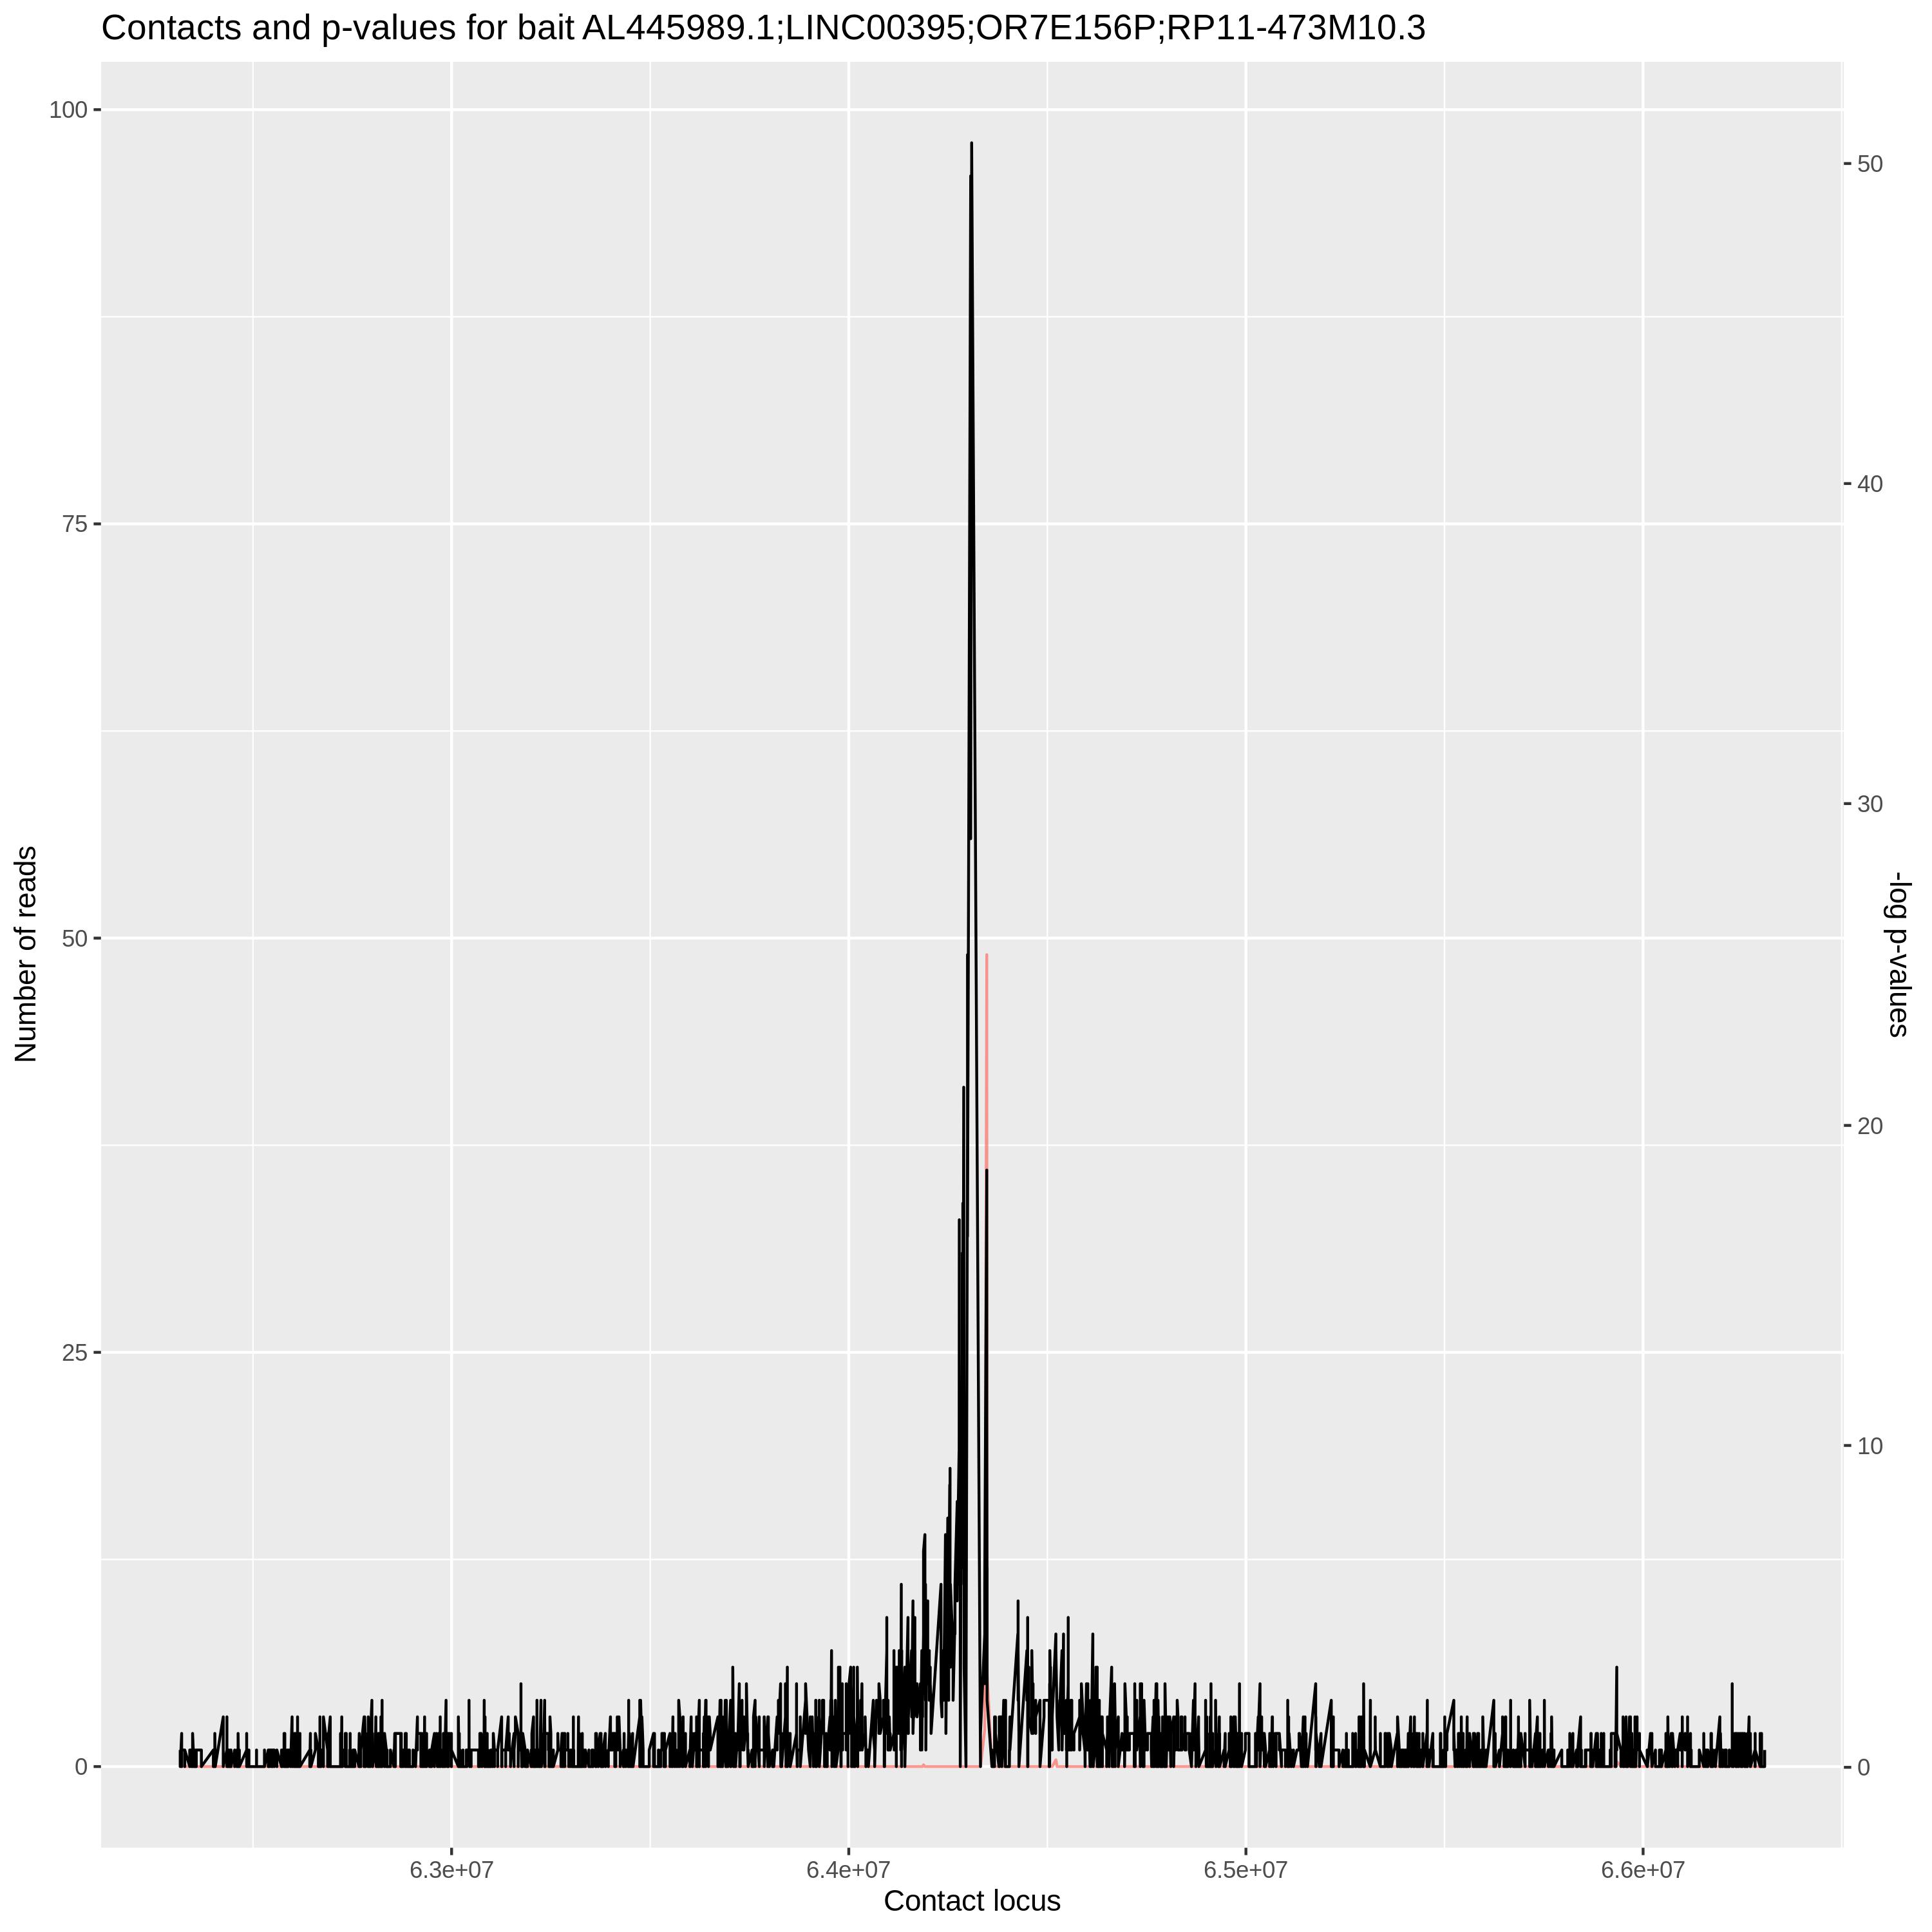 Contacts and p-values for bait AL445989.1;LINC00395;OR7E156P;RP11-473M10.3
100
75
50
25
0
Number of reads
50
40
30
20
10
0
-log p-values
6.3e+07
6.4e+07
6.5e+07
6.6e+07
Contact locus